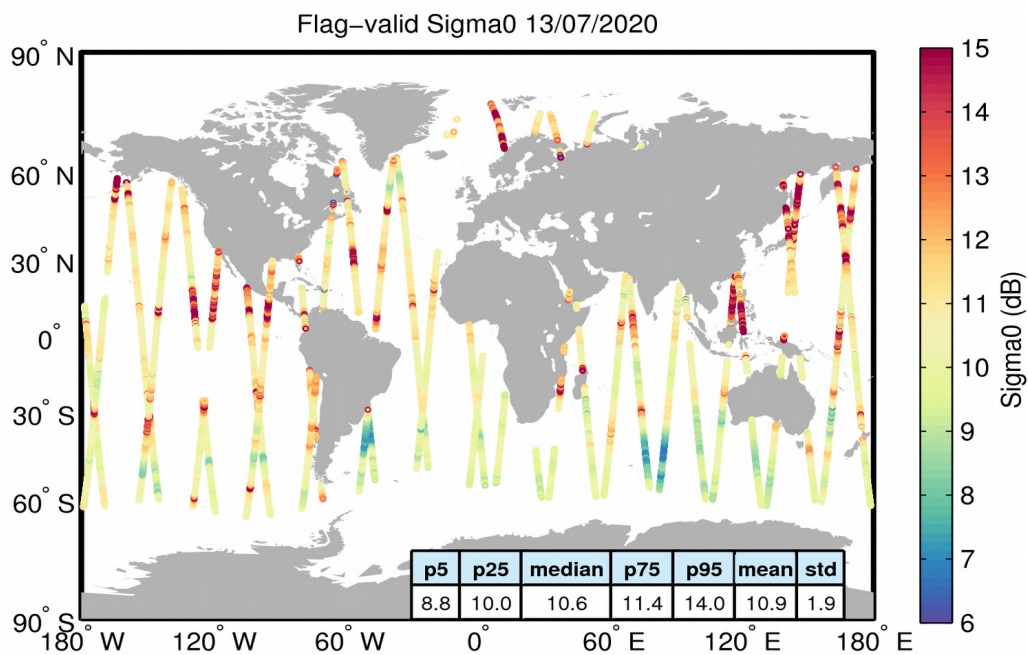 Flag-valid Sigma0 13/07/2020
90° N
60° N
30° N
0°
30° S
60° S
90° S
180° W
120° W
60° W
0°
60° E
120° E
180° E
p5 p25 median p75 p95 mean std
8.8 10.0 10.6 11.4 14.0 10.9 1.9
15
14
13
12
11
10
9
8
7
6
Sigma0 (dB)